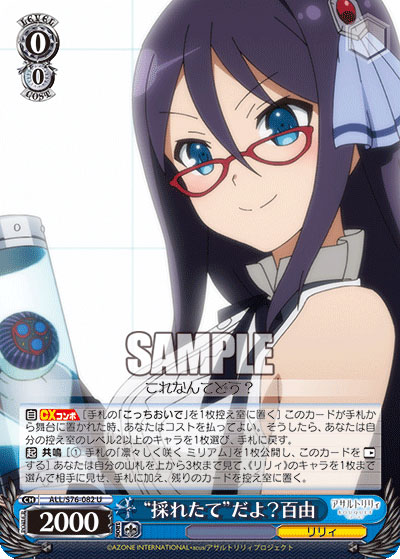 LEVEL
0
0
COST
SAMPLE
これなんてどう？
自 CXコンボ [手札の「こっちおいで」を1枚控え室に置く] このカードが手札か
ら舞台に置かれた時、あなたはコストを払ってよい。そうしたら、あなたは自
分の控え室のレベル2以上のキャラを1枚選び、手札に戻す。
起 共鳴 [① 手札の「凛々しく咲く ミリアム」を1枚公開し、このカードをレスト
する] あなたは自分の山札を上から3枚まで見て、《リリィ》のキャラを1枚まで
選んで相手に見せ、手札に加え、残りのカードを控え室に置く。
CH ALL/S76-082 U
2000
“採れたて”だよ？百由
アサルトリリィ
リリィ
©AZONE INTERNATIONAL・acus/アサルトリリィプロジェクト